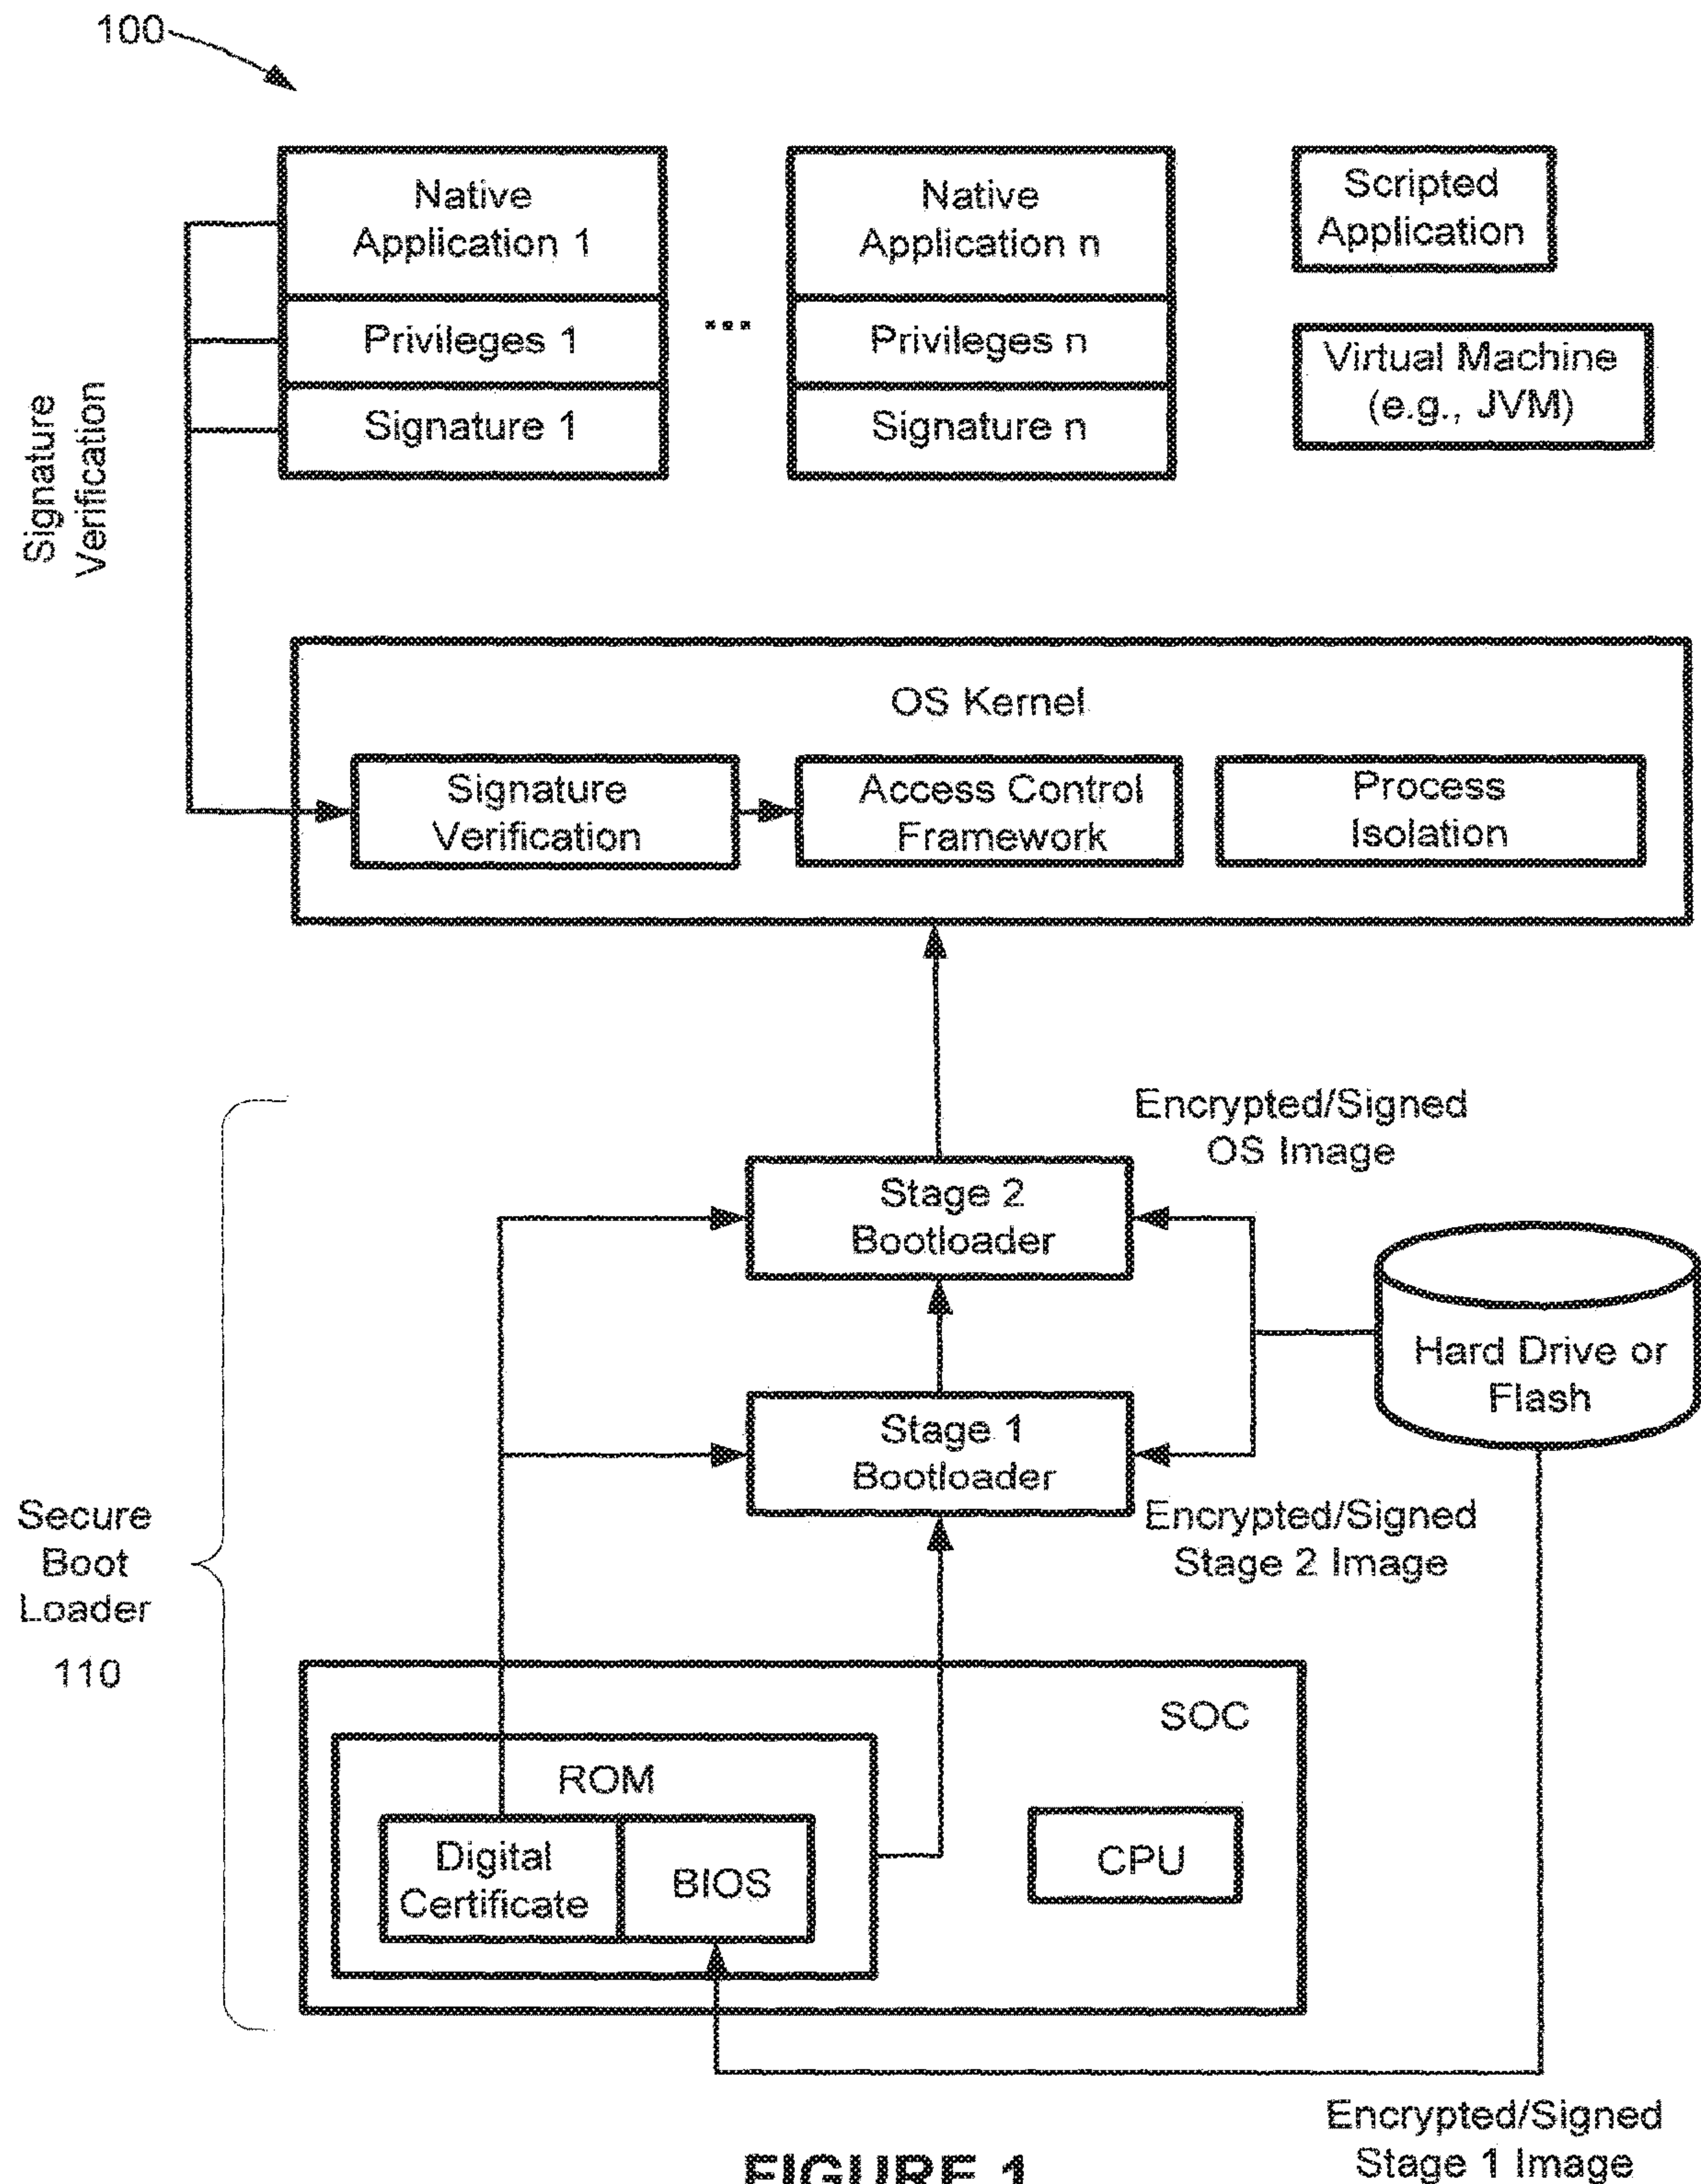 100
Native
Application 1
Privileges 1
Signature 1
...
Native
Application n
Privileges n
Signature n
Scripted
Application
Virtual Machine
(e.g., JVM)
Signature
Verification
OS Kernel
Signature
Verification
Access Control
Framework
Process
Isolation
Encrypted/Signed
OS Image
Stage 2
Bootloader
Hard Drive or
Flash
Stage 1
Bootloader
Encrypted/Signed
Stage 2 Image
Secure
Boot
Loader
110
SOC
ROM
Digital
Certificate
BIOS
CPU
Encrypted/Signed
Stage 1 Image
FIGURE 1